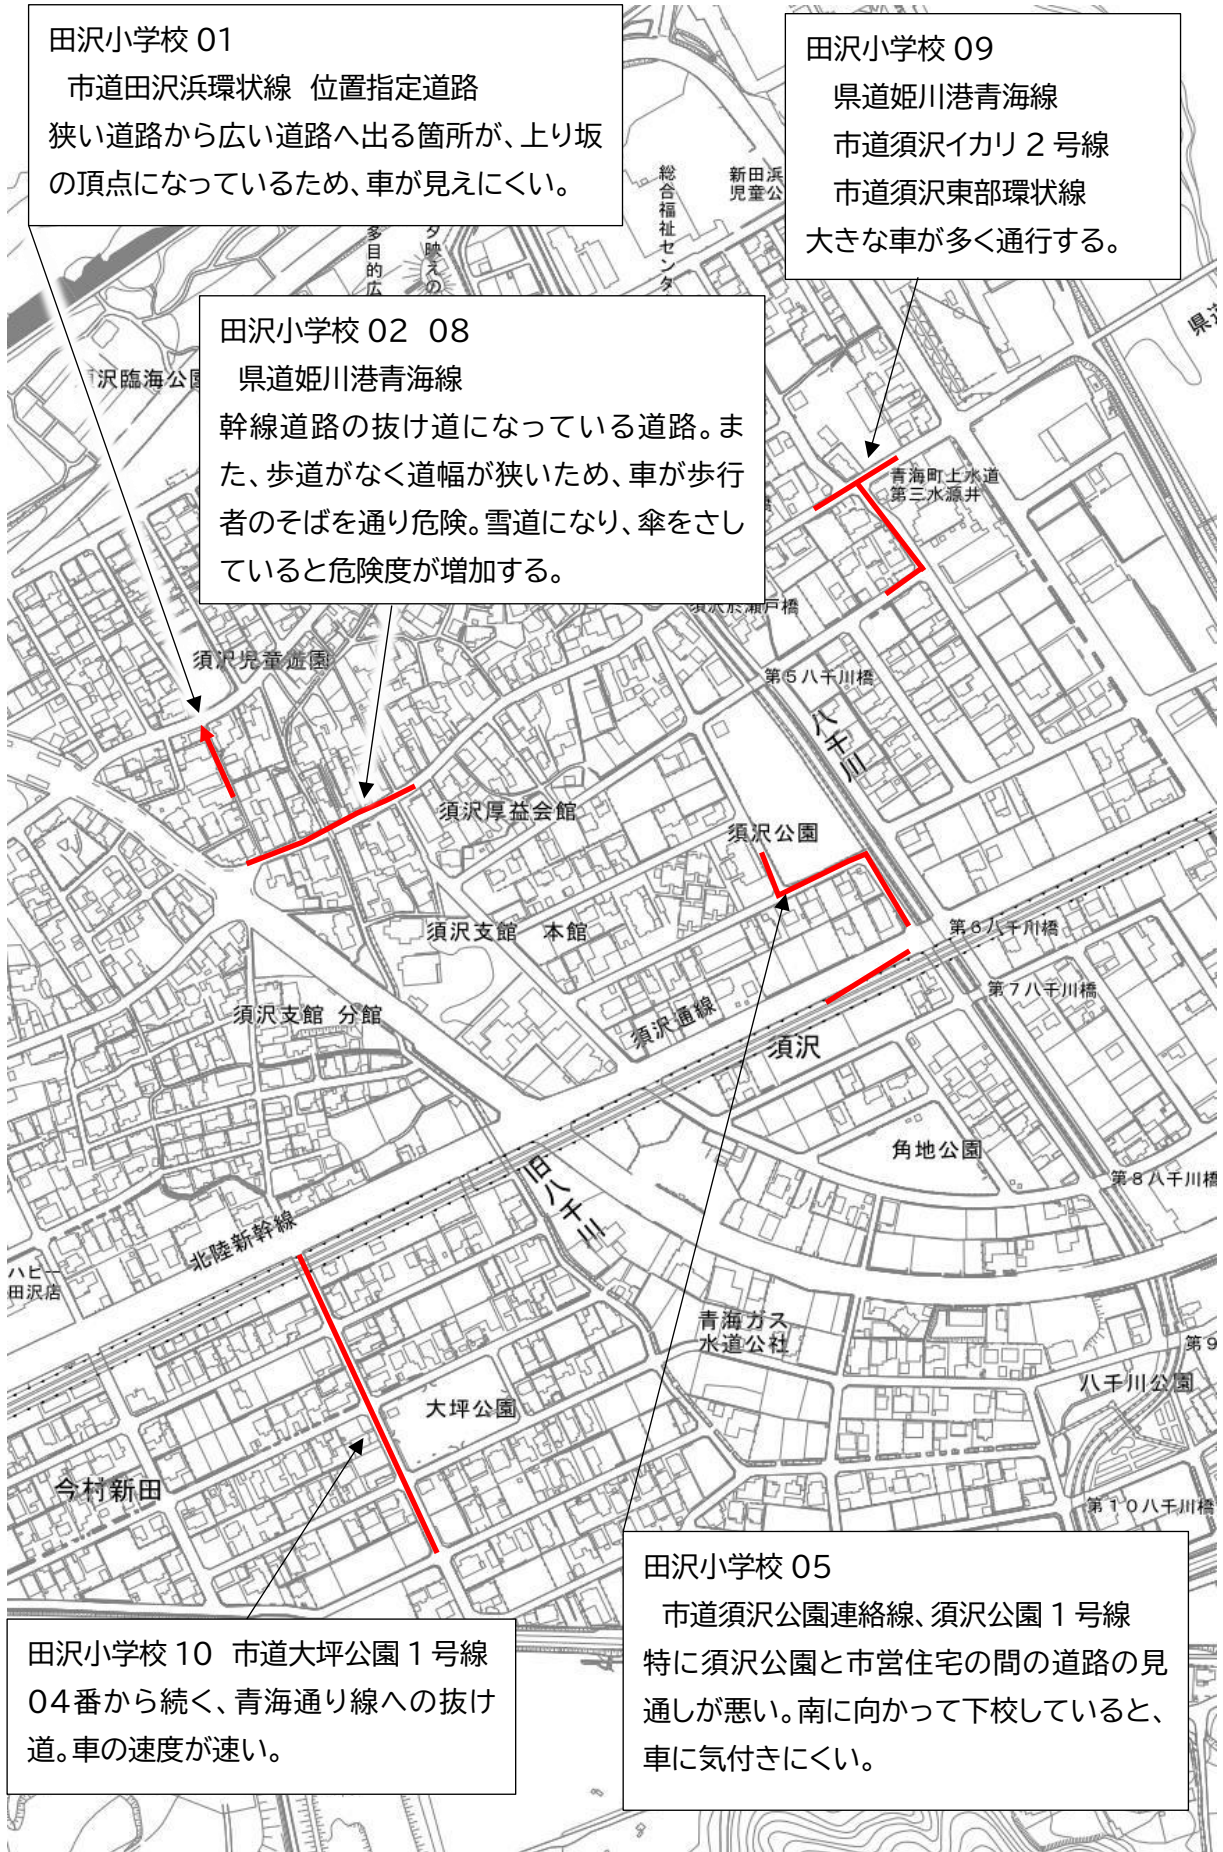 田沢小学校 01
市道田沢浜環状線 位置指定道路
狭い道路から広い道路へ出る箇所が、上り坂
の頂点になっているため、車が見えにくい。
田沢小学校 09
県道姫川港青海線
市道須沢イカリ 2 号線
市道須沢東部環状線
大きな車が多く通行する。
総合福祉センタ
新田浜
児童公
夕映えの
多目的広
県道
田沢小学校 02 08
県道姫川港青海線
幹線道路の抜け道になっている道路。ま
た、歩道がなく道幅が狭いため、車が歩行
者のそばを通り危険。雪道になり、傘をさし
ていると危険度が増加する。
沢臨海公園
青海町上水道
第三水源井
須沢児童遊園
第5八千川橋
八千川
須沢厚益会館
須沢公園
須沢支館 本館
第6八千川橋
第7八千川橋
須沢支館 分館
須沢通線
須沢
角地公園
第8八千川橋
旧八千川
北陸新幹線
ハピー
田沢店
青海ガス
水道公社
第9
八千川公園
大坪公園
今村新田
第10八千川橋
田沢小学校 05
市道須沢公園連絡線、須沢公園 1 号線
特に須沢公園と市営住宅の間の道路の見
通しが悪い。南に向かって下校していると、
車に気付きにくい。
田沢小学校 10 市道大坪公園 1 号線
04番から続く、青海通り線への抜け
道。車の速度が速い。